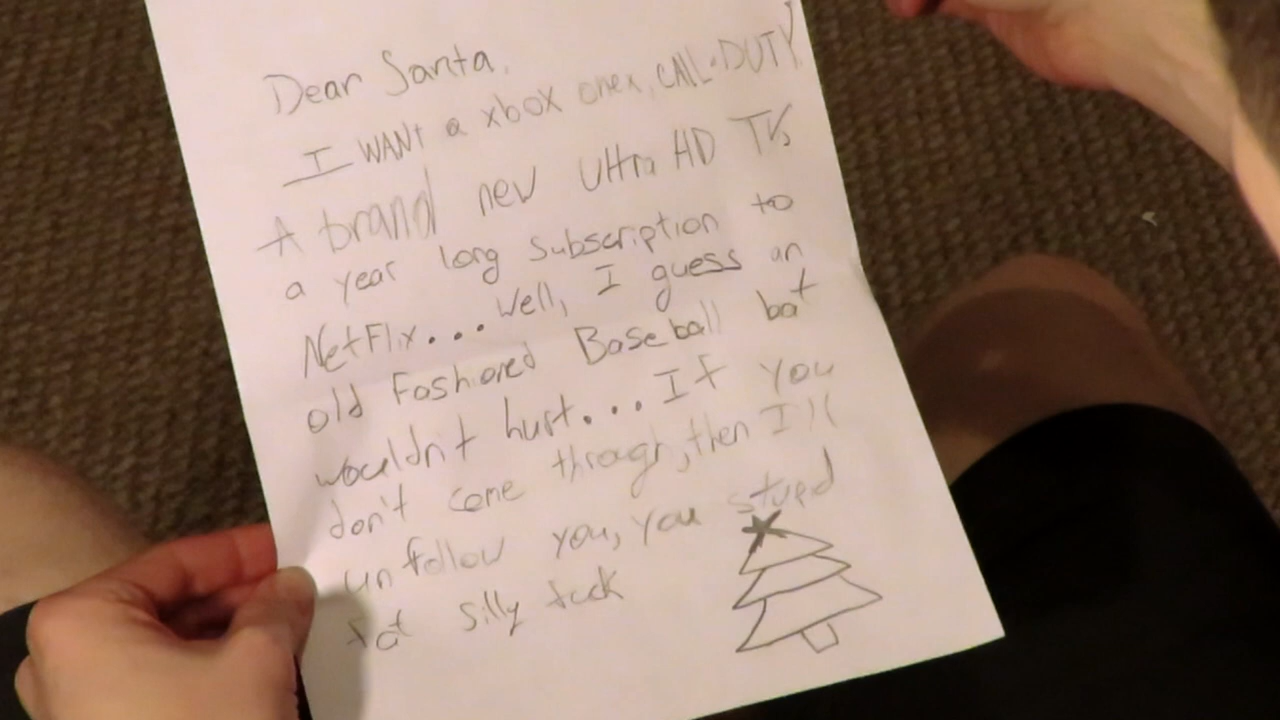 Dear Santa,
I WANT a xbox onex, CALL·DUTY,
A brand new Ultra HD TV,
a year long subscription to
NetFlix... Well, I guess an
old Fashioned Baseball bat
wouldn't hurt... If you
don't come through, then I'll
unfollow you, you stupid
fat silly fuck